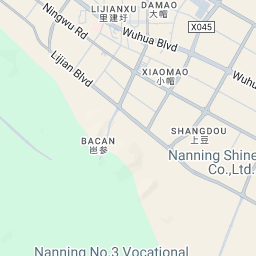 DAMAO
大帽
LIJIANXU
里建圩
X045
Ningwu Rd
Wuhua Blvd
Lijian Blvd
XIAOMAO
小帽
BACAN
岜参
SHANGDOU
上豆
Nanning Shine
Co.,Ltd.
Nanning No.3 Vocational